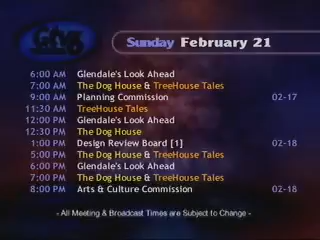 GTV6
Sunday February 21
6:00 AM Glendale's Look Ahead
7:00 AM The Dog House & TreeHouse Tales
9:00 AM Planning Commission 02-17
11:30 AM TreeHouse Tales
12:00 PM Glendale's Look Ahead
12:30 PM The Dog House
1:00 PM Design Review Board [1] 02-18
5:00 PM The Dog House & TreeHouse Tales
6:00 PM Glendale's Look Ahead
7:00 PM The Dog House & TreeHouse Tales
8:00 PM Arts & Culture Commission 02-18
- All Meeting & Broadcast Times are Subject to Change -